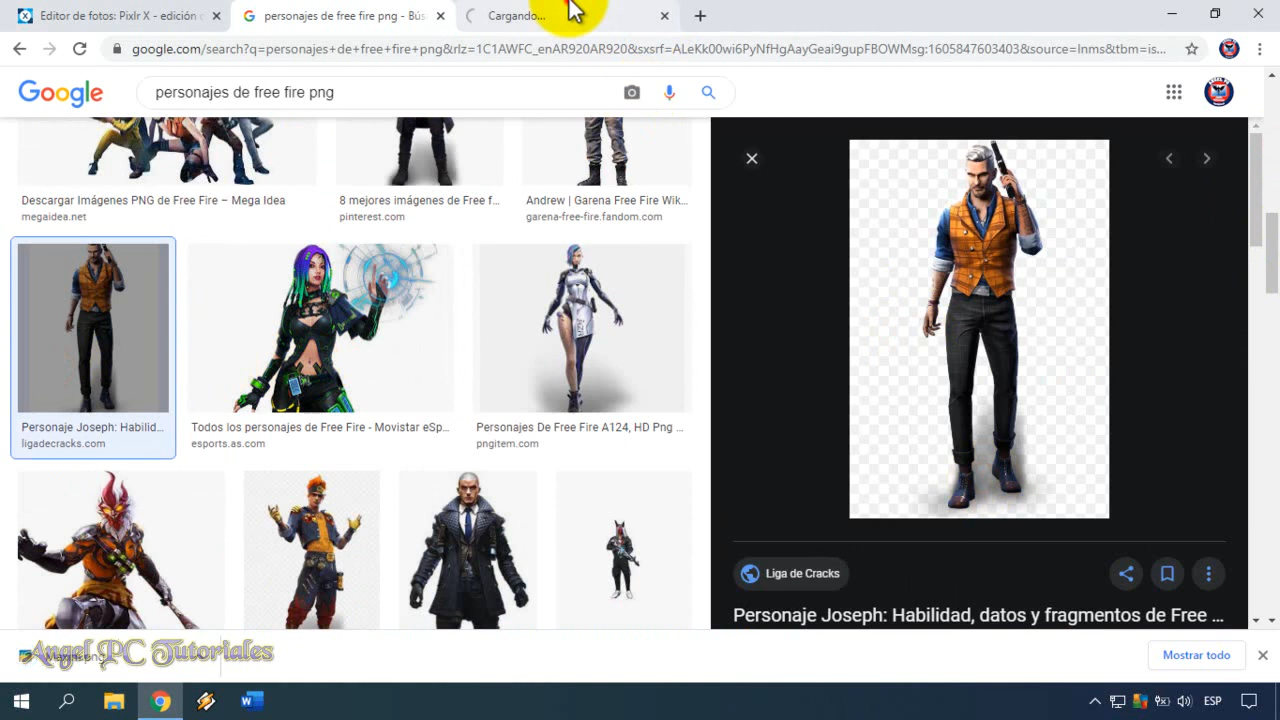 Editor de fotos: Pixlr X - edición d
personajes de free fire png - Bús
Cargando...
google.com/search?q=personajes+de+free+fire+png&rlz=1C1AWFC_enAR920AR920&sxsrf=ALeKk00wi6PyNfHgAayGeai9gupFBOWMsg:1605847603403&source=lnms&tbm=is...
Google
personajes de free fire png
Descargar Imágenes PNG de Free Fire – Mega Idea
megaidea.net
8 mejores imágenes de Free f...
pinterest.com
Andrew | Garena Free Fire Wik...
garena-free-fire.fandom.com
Personaje Joseph: Habilid...
ligadecracks.com
Todos los personajes de Free Fire - Movistar eSp...
esports.as.com
Personajes De Free Fire A124, HD Png ...
pngitem.com
Liga de Cracks
Personaje Joseph: Habilidad, datos y fragmentos de Free ...
Angel PC Tutoriales
Mostrar todo
ESP